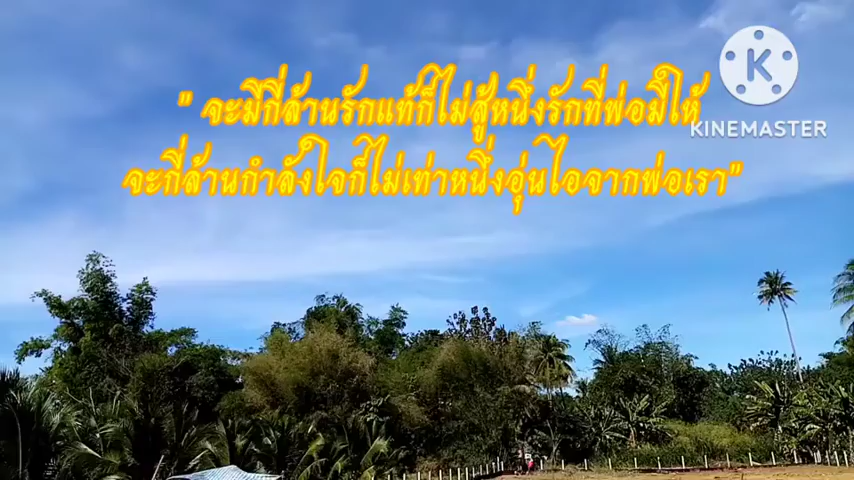 " จะมีกี่ล้านรักแท้ก็ไม่สู้หนึ่งรักที่พ่อมีให้
จะกี่ล้านกำลังใจก็ไม่เท่าหนึ่งอุ่นไอจากพ่อเรา"
K
KINEMASTER